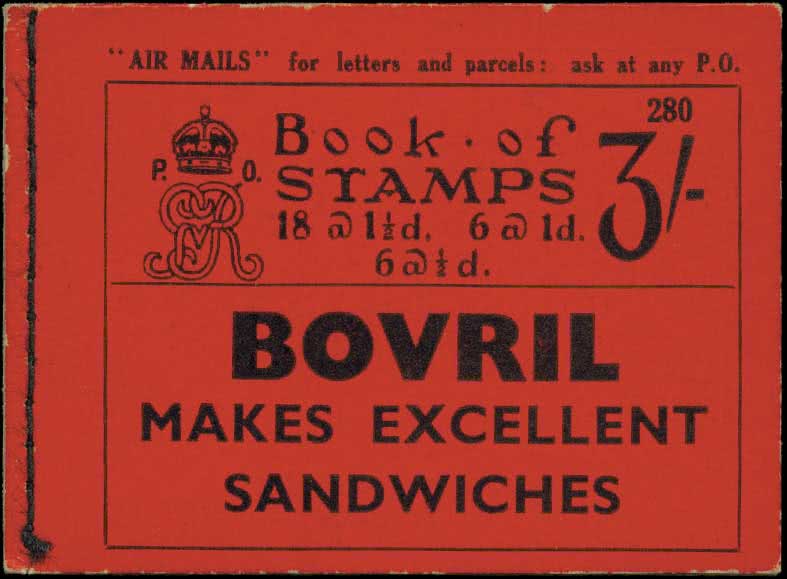 "AIR MAILS" for letters and parcels: ask at any P.O.
280
P. O.
GR
Book · of
STAMPS
3/-
18 @ 1½d. 6 @ 1d.
6 @ ½d.
BOVRIL
MAKES EXCELLENT
SANDWICHES